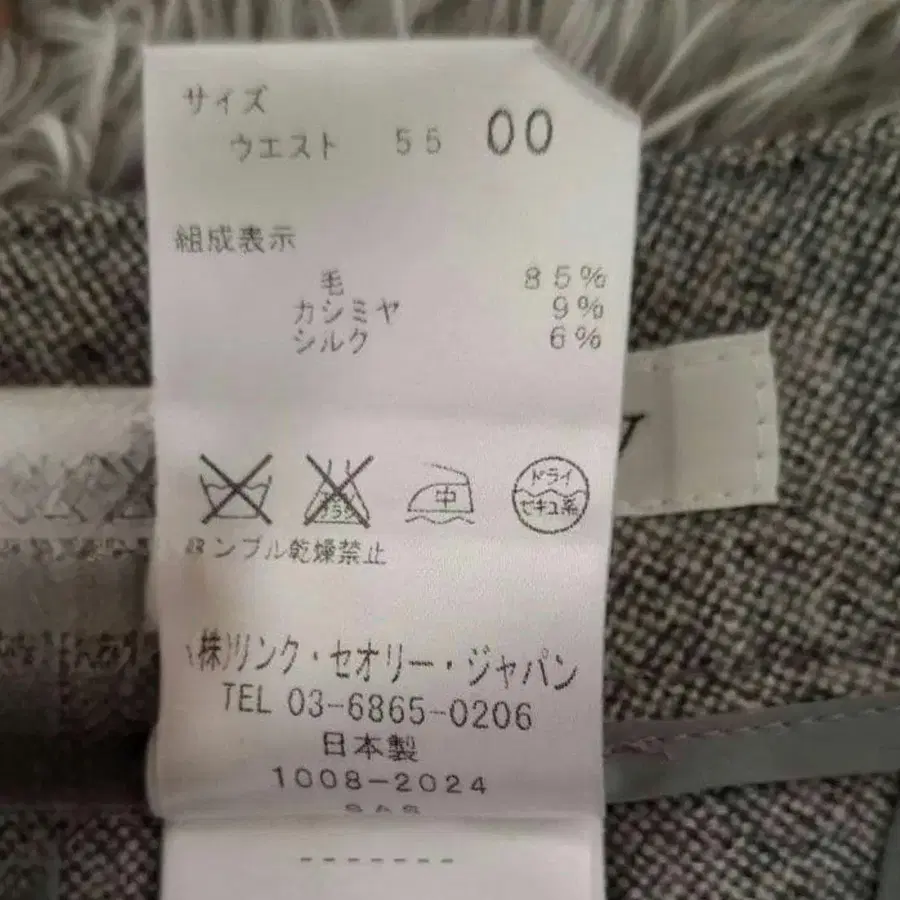 サイズ
ウエスト 55 00
組成表示
毛 85%
カシミヤ 9%
シルク 6%
中
ドライ
セキユ系
ンブル乾燥禁止
(株)リンク・セオリー・ジャパン
TEL 03-6865-0206
日本製
1008-2024
-------